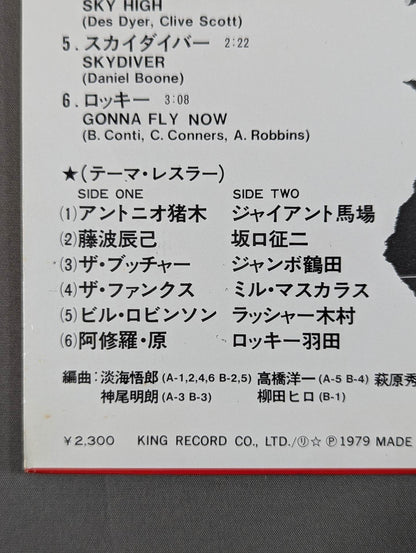 SKY HIGH
(Des Dyer, Clive Scott)
5. スカイダイバー 2:22
SKYDIVER
(Daniel Boone)
6. ロッキー 3:08
GONNA FLY NOW
(B. Conti, C. Conners, A. Robbins)
★(テーマ・レスラー)
SIDE ONE SIDE TWO
(1)アントニオ猪木 ジャイアント馬場
(2)藤波辰己 坂口征二
(3)ザ・ブッチャー ジャンボ鶴田
(4)ザ・ファンクス ミル・マスカラス
(5)ビル・ロビンソン ラッシャー木村
(6)阿修羅・原 ロッキー羽田
編曲:淡海悟郎 (A-1,2,4,6 B-2,5) 高橋洋一 (A-5 B-4) 萩原秀
神尾明朗 (A-3 B-3) 柳田ヒロ (B-1)
¥2,300 KING RECORD CO., LTD./Ⓡ☆ Ⓟ1979 MADE